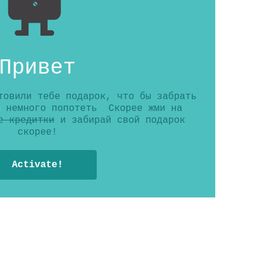 Привет
товили тебе подарок, что бы забрать
немного попотеть Скорее жми на
кредитки и забирай свой подарок
скорее!
Activate!